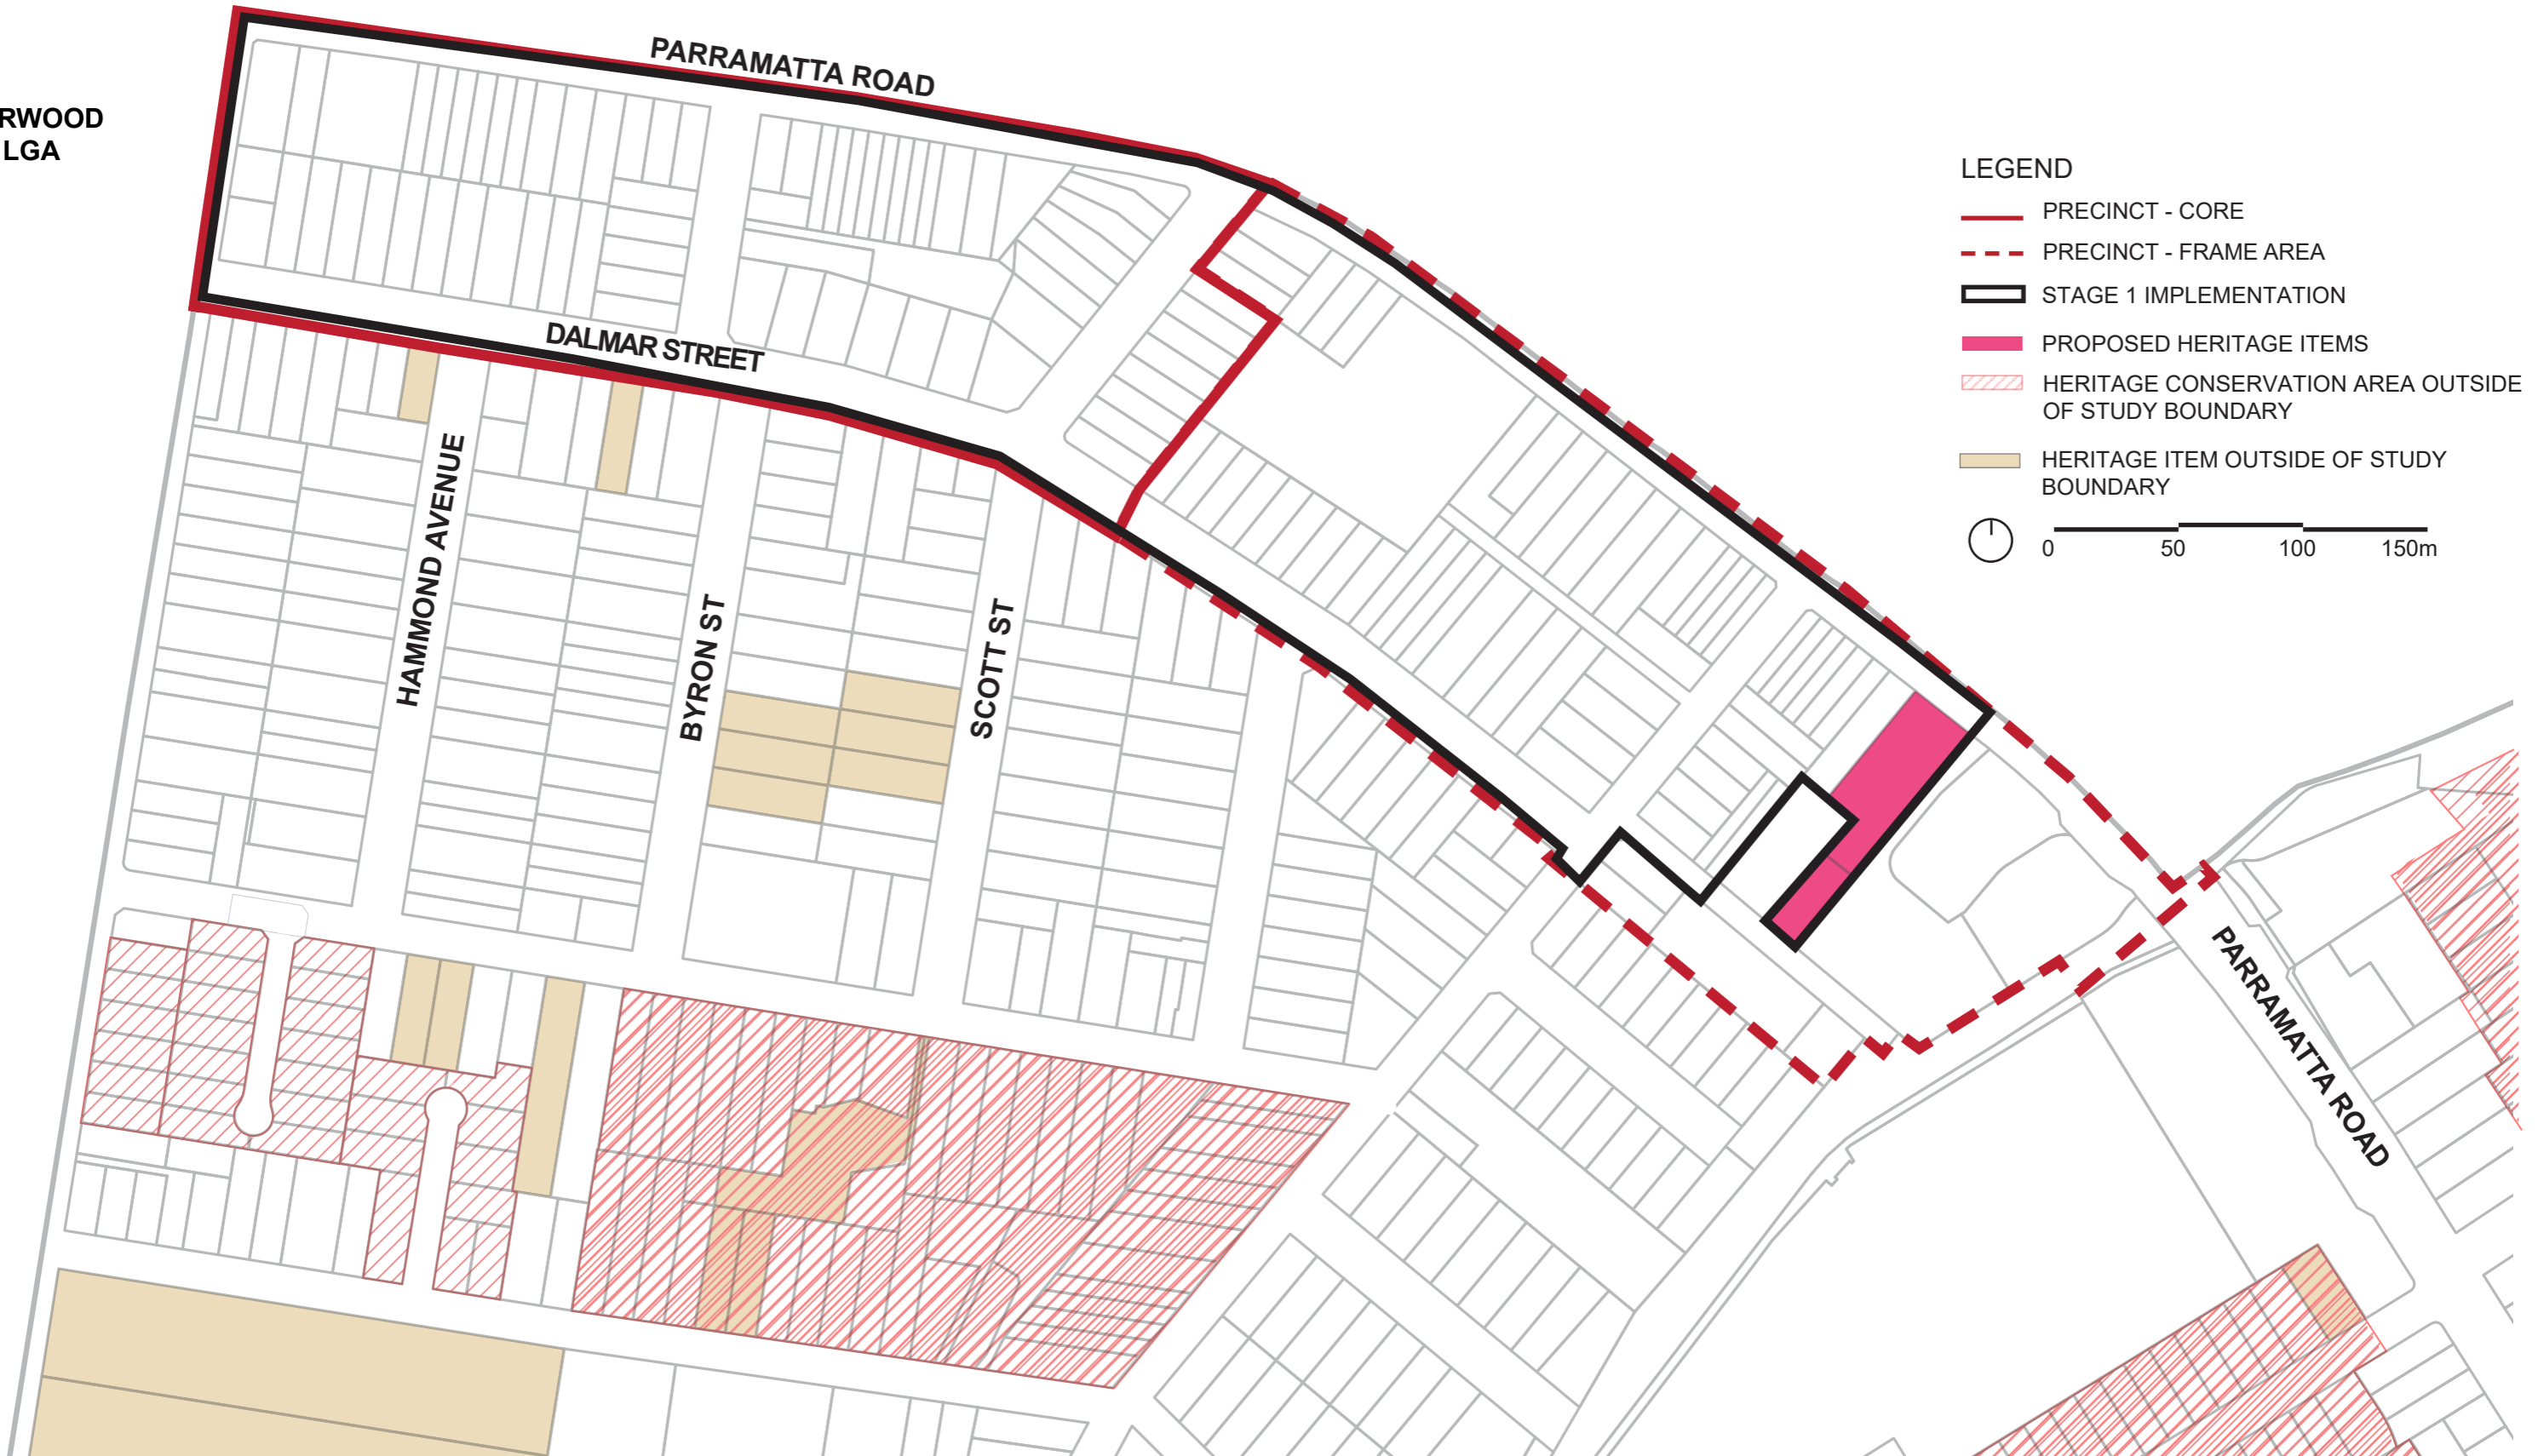 PARRAMATTA ROAD
RWOOD
LGA
DALMAR STREET
HAMMOND AVENUE
BYRON ST
SCOTT ST
PARRAMATTA ROAD
LEGEND
PRECINCT - CORE
PRECINCT - FRAME AREA
STAGE 1 IMPLEMENTATION
PROPOSED HERITAGE ITEMS
HERITAGE CONSERVATION AREA OUTSIDE
OF STUDY BOUNDARY
HERITAGE ITEM OUTSIDE OF STUDY
BOUNDARY
0 50 100 150m